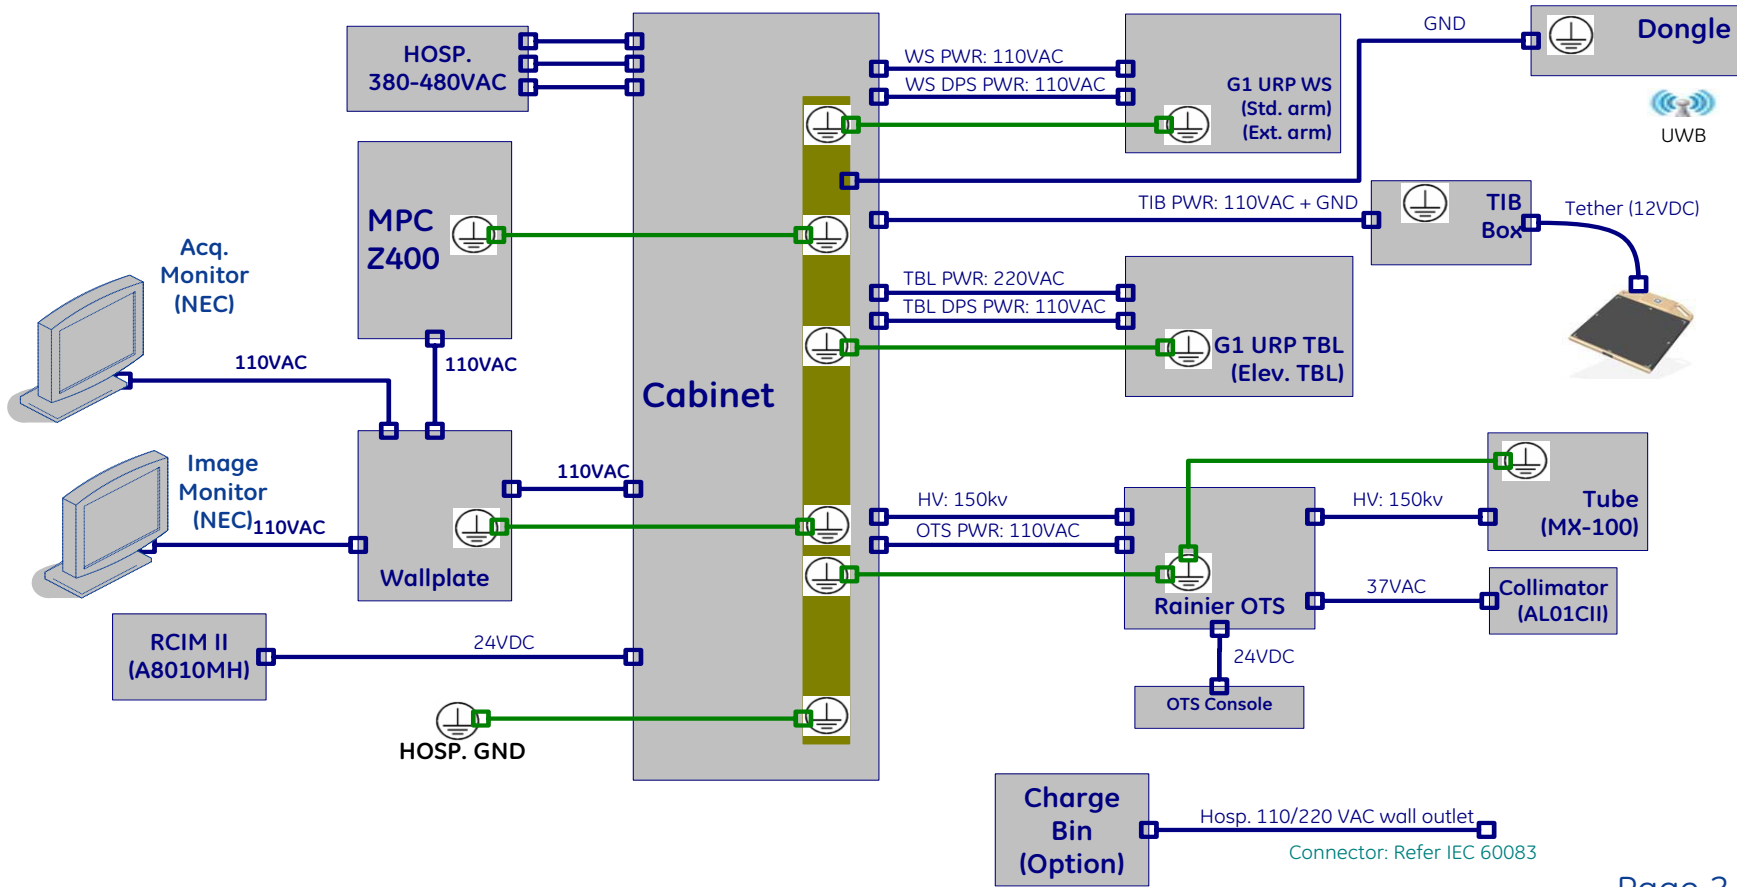 HOSP.
380-480VAC
MPC
Z400
Acq.
Monitor
(NEC)
110VAC
110VAC
Image
Monitor
(NEC)
110VAC
110VAC
Wallplate
RCIM II
(A8010MH)
24VDC
HOSP. GND
Cabinet
WS PWR: 110VAC
WS DPS PWR: 110VAC
G1 URP WS
(Std. arm)
(Ext. arm)
GND
Dongle
UWB
TIB PWR: 110VAC + GND
TIB
Box
Tether (12VDC)
TBL PWR: 220VAC
TBL DPS PWR: 110VAC
G1 URP TBL
(Elev. TBL)
HV: 150kv
OTS PWR: 110VAC
Rainier OTS
HV: 150kv
Tube
(MX-100)
37VAC
Collimator
(AL01CII)
24VDC
OTS Console
Charge
Bin
(Option)
Hosp. 110/220 VAC wall outlet
Connector: Refer IEC 60083